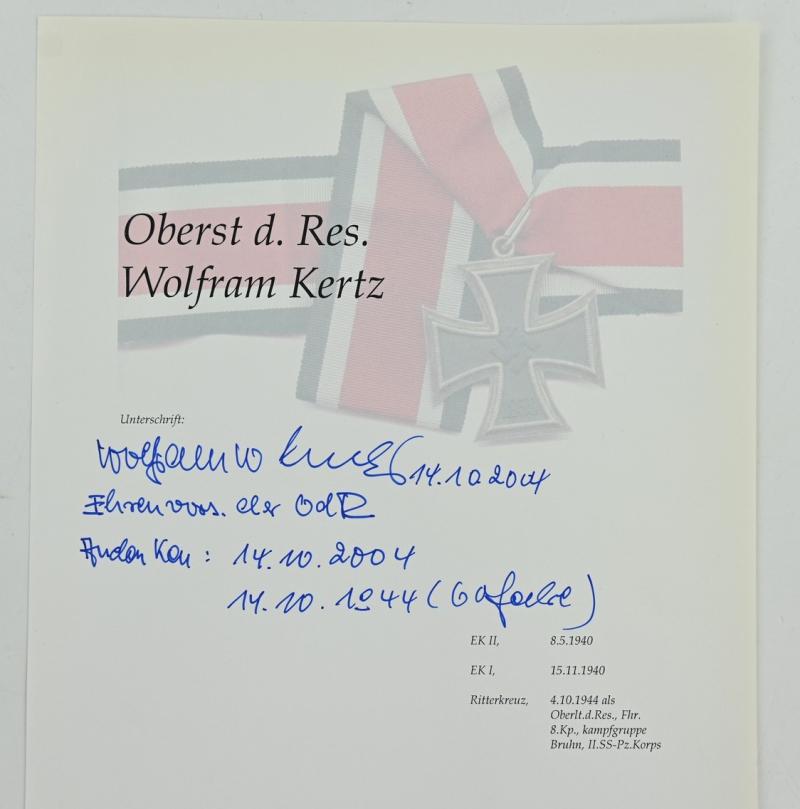 Oberst d. Res.
Wolfram Kertz
Unterschrift:
Wolfram Kertz 14.10.2004
Ehrenvors. der OdR
14.10.2004
14.10.1944 (
EK II, 8.5.1940
EK I, 15.11.1940
Ritterkreuz, 4.10.1944 als
Oberlt.d.Res., Fhr.
8.Kp., kampfgruppe
Bruhn, II.SS-Pz.Korps